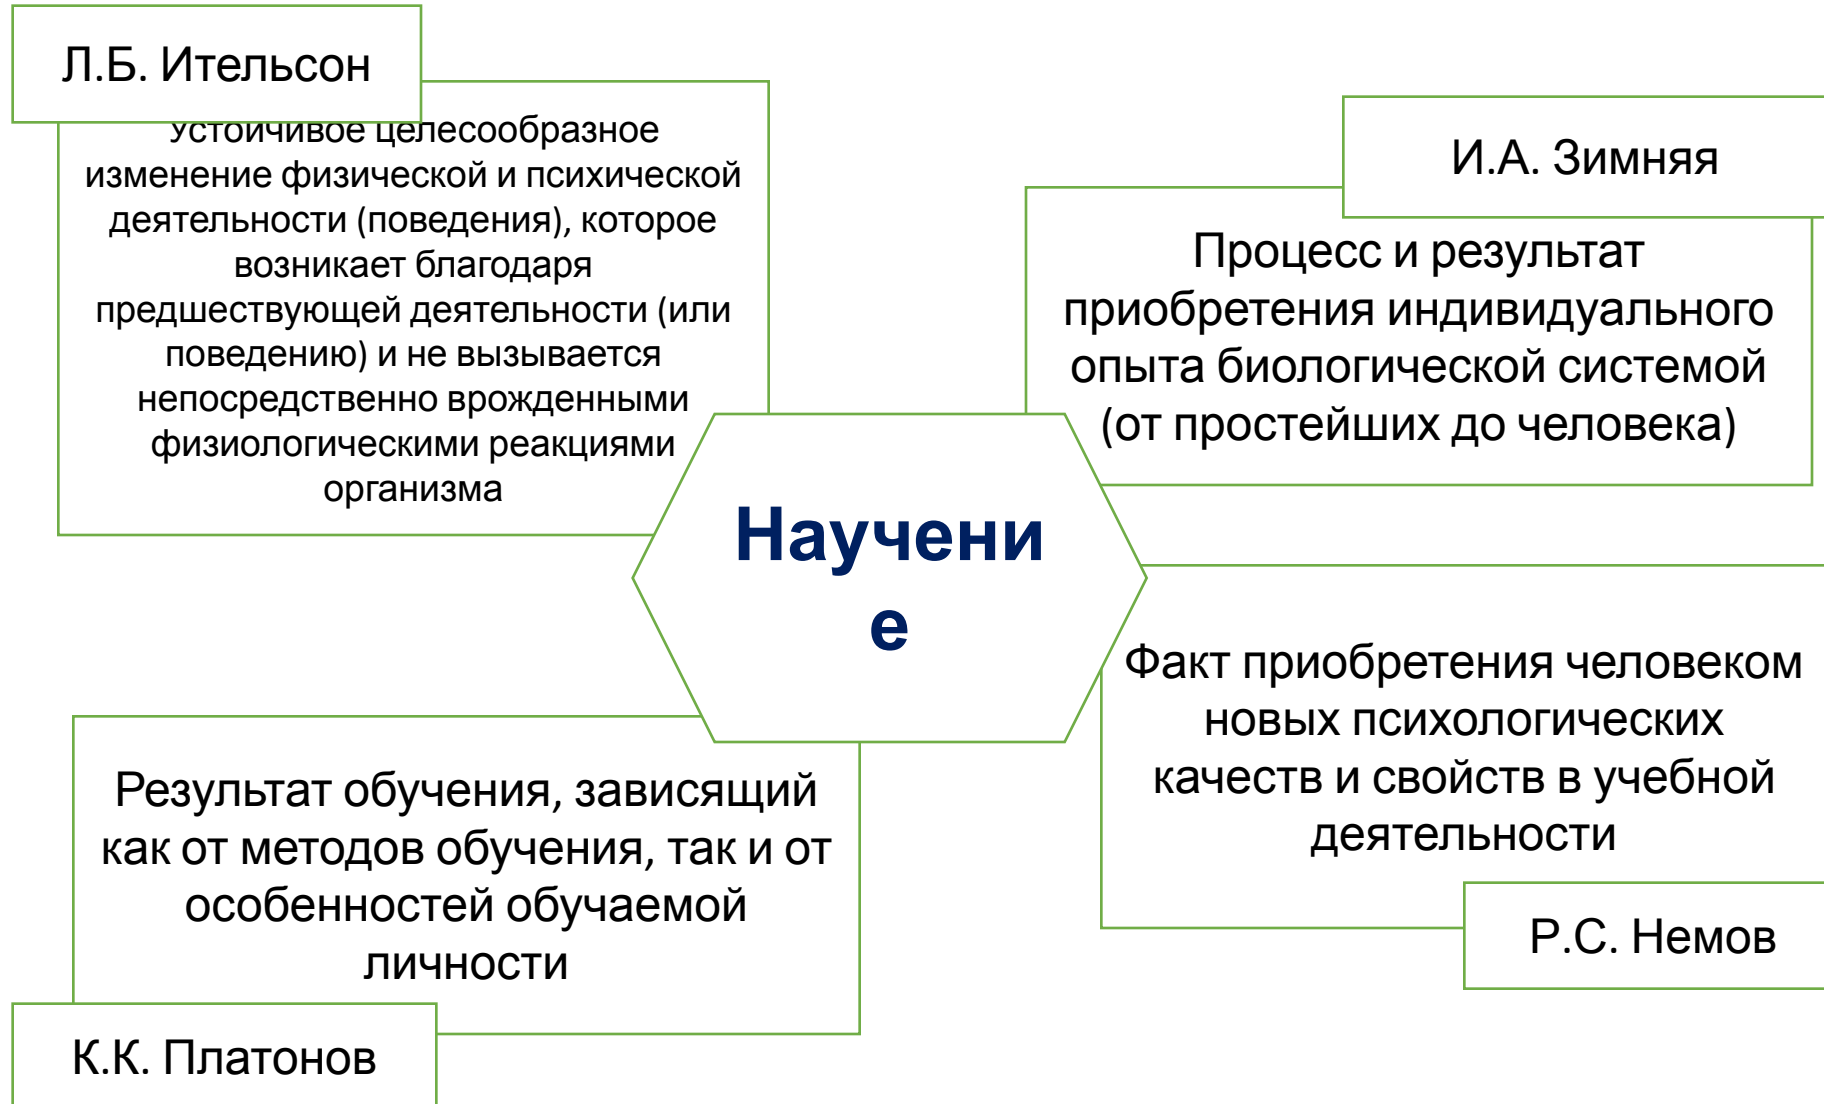 Л.Б. Ительсон
Устойчивое целесообразное
изменение физической и психической
деятельности (поведения), которое
возникает благодаря
предшествующей деятельности (или
поведению) и не вызывается
непосредственно врожденными
физиологическими реакциями
организма
И.А. Зимняя
Процесс и результат
приобретения индивидуального
опыта биологической системой
(от простейших до человека)
Научени
е
Результат обучения, зависящий
как от методов обучения, так и от
особенностей обучаемой
личности
К.К. Платонов
Факт приобретения человеком
новых психологических
качеств и свойств в учебной
деятельности
Р.С. Немов